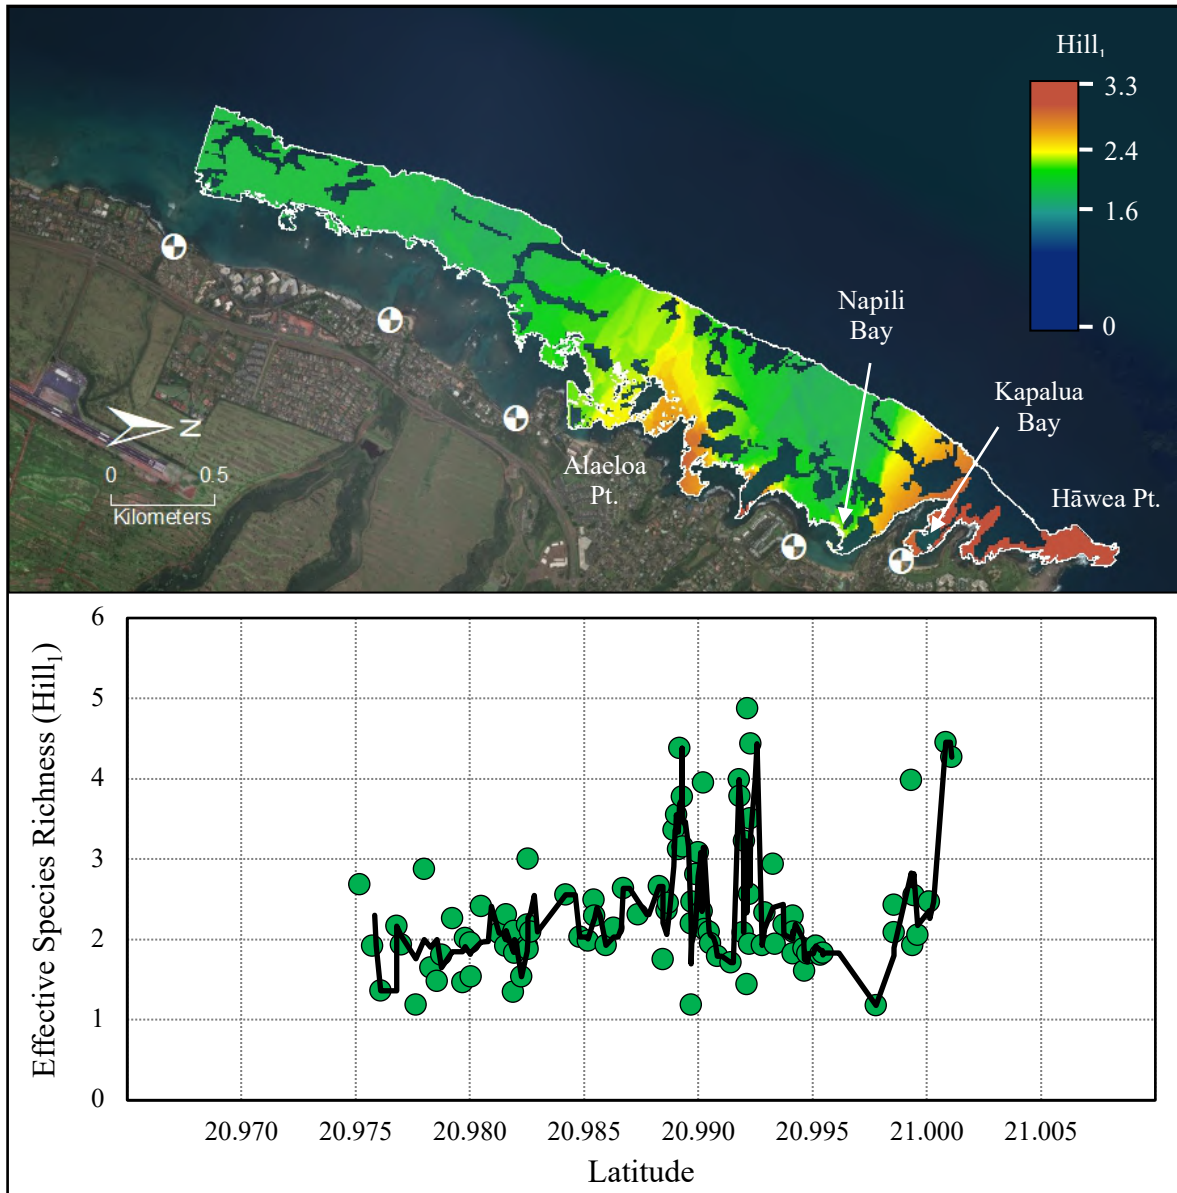 Hill₁
3.3
2.4
1.6
0
Napili
Bay
Kapalua
Bay
Hāwea Pt.
Alaeloa
Pt.
N
0 0.5
Kilometers
Effective Species Richness (Hill₁)
6
5
4
3
2
1
0
20.970 20.975 20.980 20.985 20.990 20.995 21.000 21.005
Latitude